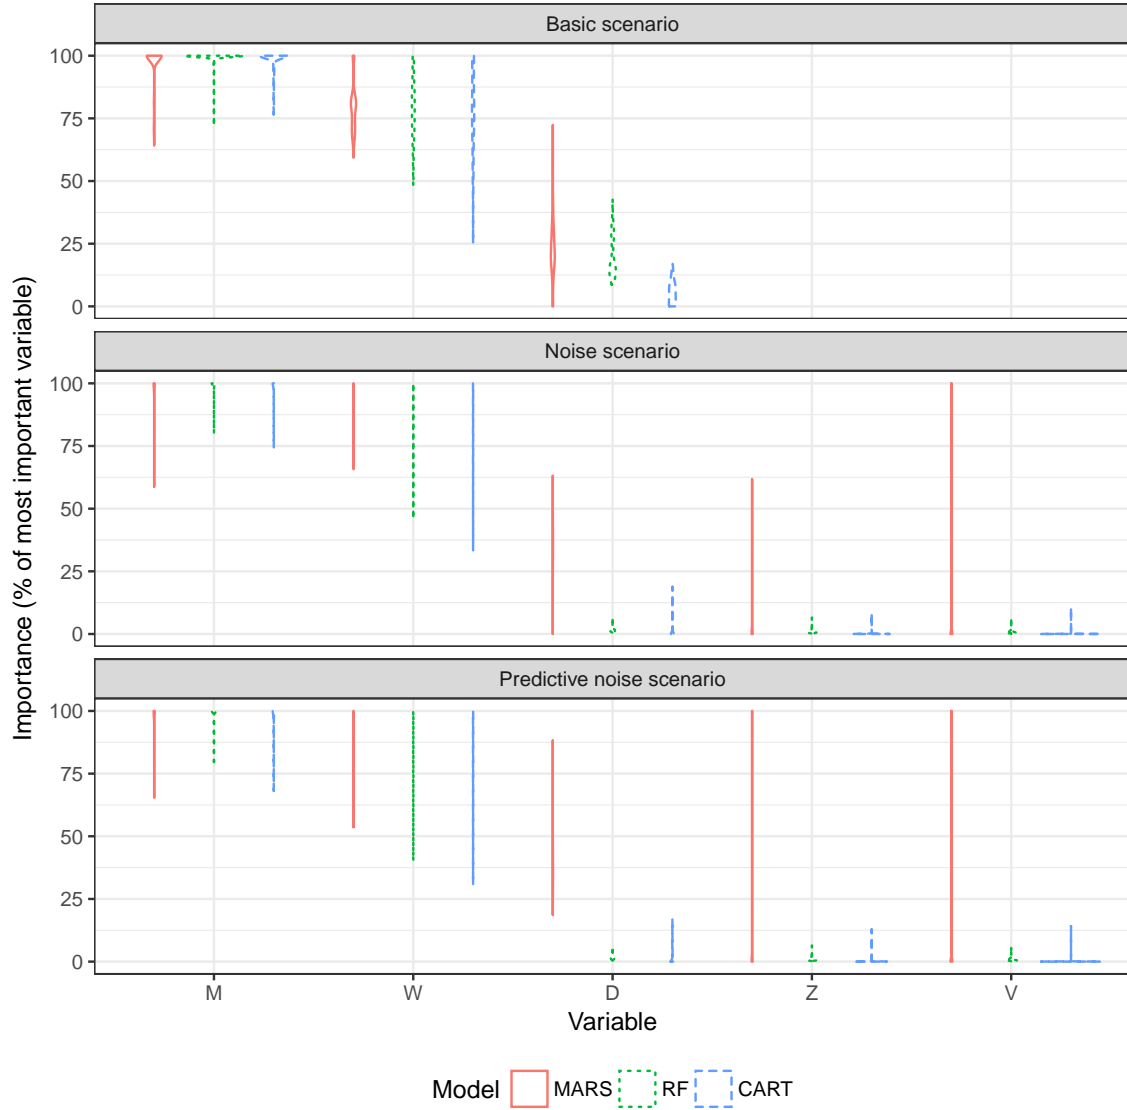 Basic scenario
100
75
50
25
0
Noise scenario
100
75
50
25
0
Predictive noise scenario
100
75
50
25
0
Importance (% of most important variable)
M W D Z V
Variable
Model MARS RF CART